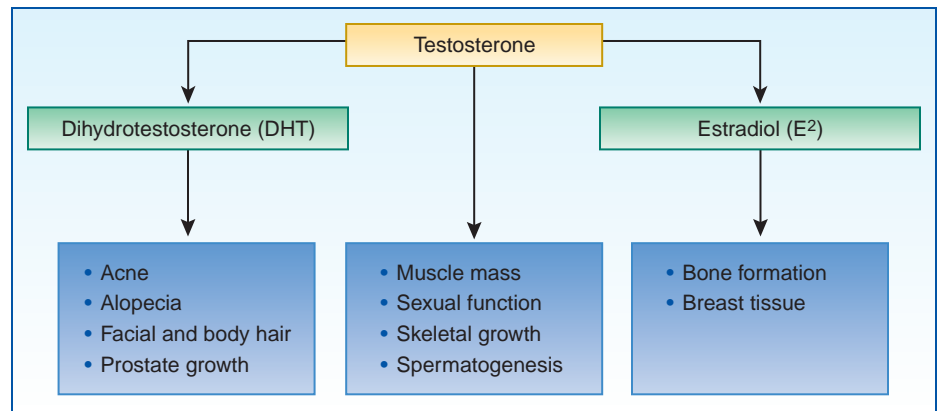 Testosterone
Dihydrotestosterone (DHT)
Estradiol (E²)
• Acne
• Alopecia
• Facial and body hair
• Prostate growth
• Muscle mass
• Sexual function
• Skeletal growth
• Spermatogenesis
• Bone formation
• Breast tissue